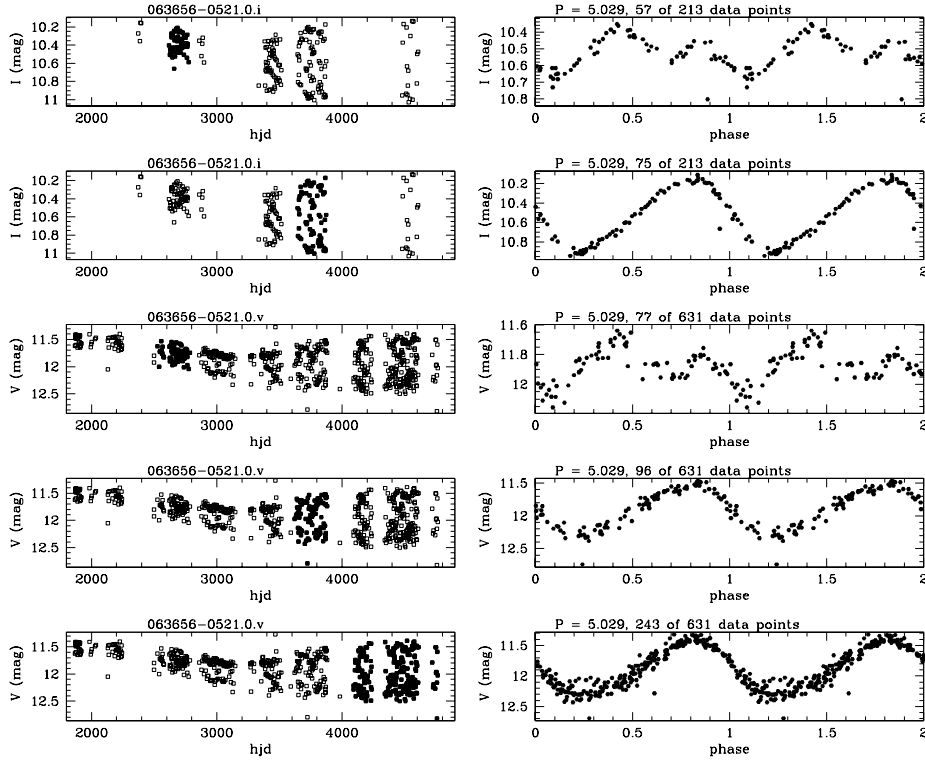 063656−0521.0.i
P = 5.029, 57 of 213 data points
I (mag)
10.2
10.4
10.6
10.8
11
2000
3000
4000
hjd
I (mag)
10.4
10.6
10.7
10.8
0
0.5
1
1.5
2
phase
063656−0521.0.i
P = 5.029, 75 of 213 data points
I (mag)
10.2
10.4
10.6
10.8
11
2000
3000
4000
hjd
I (mag)
10.2
10.4
10.6
10.8
0
0.5
1
1.5
2
phase
063656−0521.0.v
P = 5.029, 77 of 631 data points
V (mag)
11.5
12
12.5
2000
3000
4000
hjd
V (mag)
11.6
11.8
12
0
0.5
1
1.5
2
phase
063656−0521.0.v
P = 5.029, 96 of 631 data points
V (mag)
11.5
12
12.5
2000
3000
4000
hjd
V (mag)
11.5
12
12.5
0
0.5
1
1.5
2
phase
063656−0521.0.v
P = 5.029, 243 of 631 data points
V (mag)
11.5
12
12.5
2000
3000
4000
hjd
V (mag)
11.5
12
12.5
0
0.5
1
1.5
2
phase